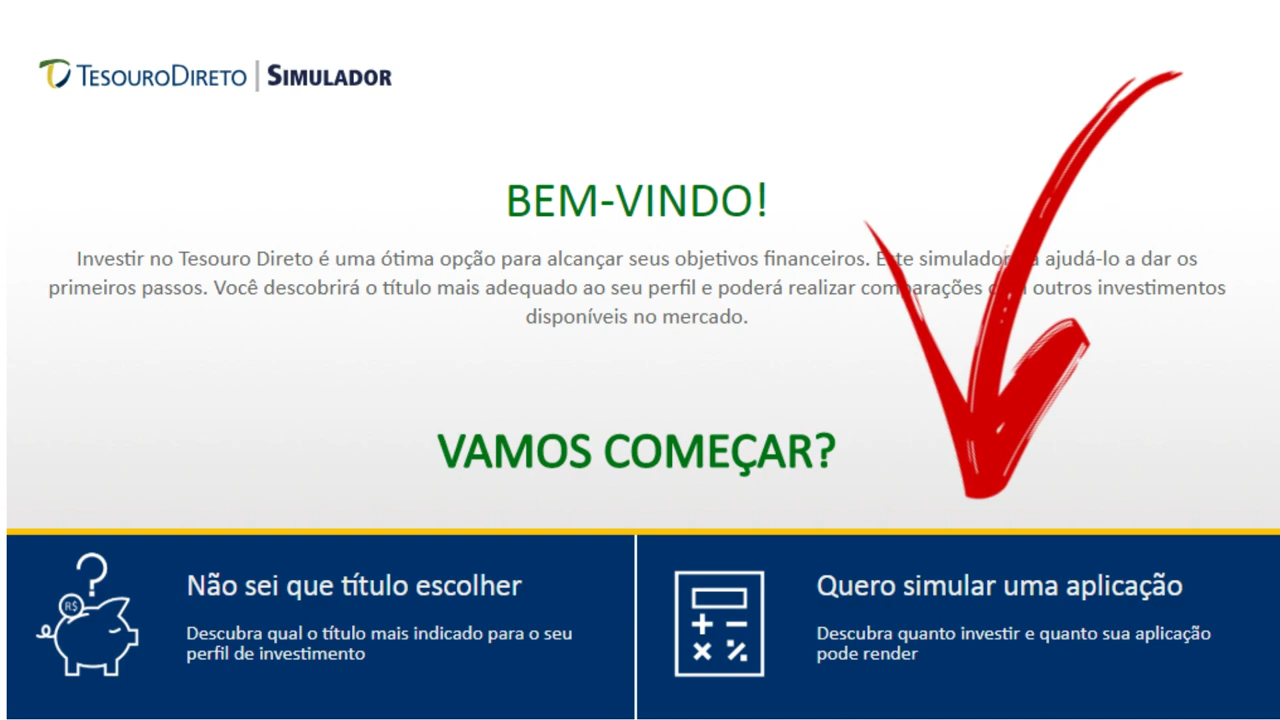 TESOURODIRETO | SIMULADOR
BEM-VINDO!
Investir no Tesouro Direto é uma ótima opção para alcançar seus objetivos financeiros. Este simulador ajudá-lo a dar os
primeiros passos. Você descobrirá o título mais adequado ao seu perfil e poderá realizar comparações outros investimentos
disponíveis no mercado.
VAMOS COMEÇAR?
R$
Não sei que título escolher
Descubra qual o título mais indicado para o seu
perfil de investimento
Quero simular uma aplicação
Descubra quanto investir e quanto sua aplicação
pode render